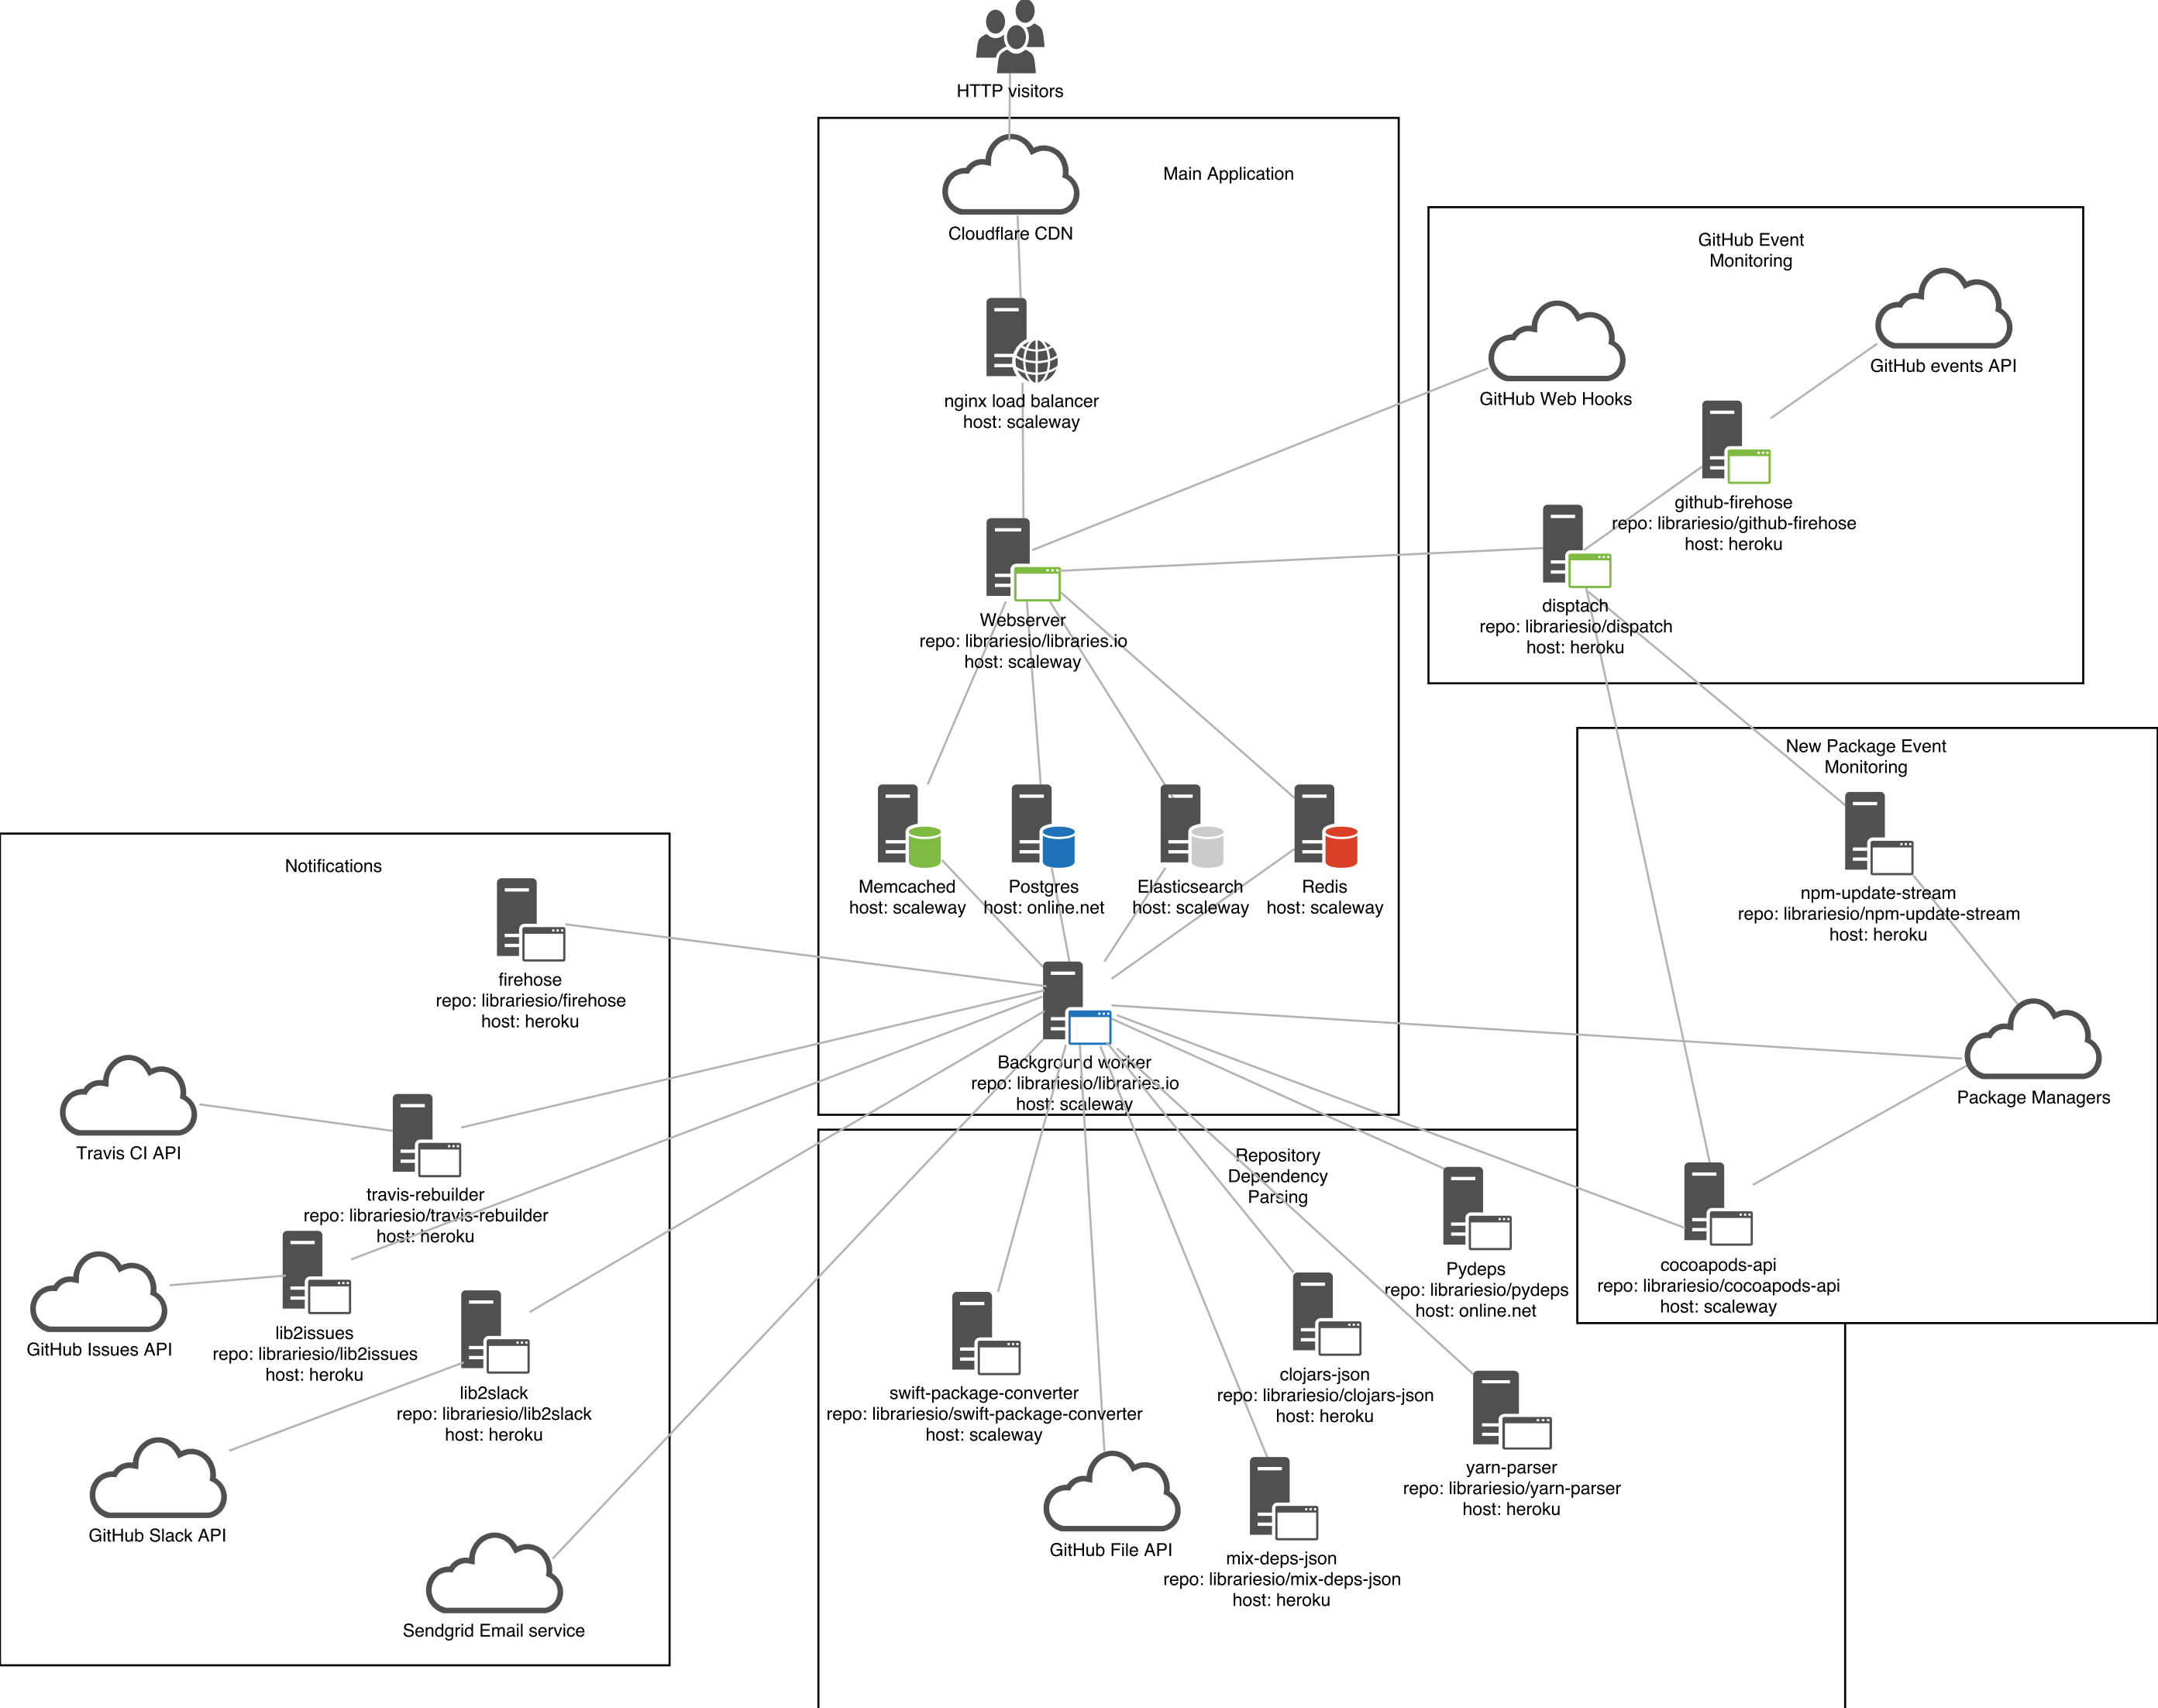 HTTP visitors
Main Application
Cloudflare CDN
nginx load balancer
host: scaleway
Webserver
repo: librariesio/libraries.io
host: scaleway
Memcached
host: scaleway
Postgres
host: online.net
Elasticsearch
host: scaleway
Redis
host: scaleway
Background worker
repo: librariesio/libraries.io
host: scaleway
GitHub Event
Monitoring
GitHub Web Hooks
GitHub events API
github-firehose
repo: librariesio/github-firehose
host: heroku
disptach
repo: librariesio/dispatch
host: heroku
New Package Event
Monitoring
npm-update-stream
repo: librariesio/npm-update-stream
host: heroku
Package Managers
cocoapods-api
repo: librariesio/cocoapods-api
host: scaleway
Notifications
firehose
repo: librariesio/firehose
host: heroku
Travis CI API
travis-rebuilder
repo: librariesio/travis-rebuilder
host: heroku
GitHub Issues API
lib2issues
repo: librariesio/lib2issues
host: heroku
lib2slack
repo: librariesio/lib2slack
host: heroku
GitHub Slack API
Sendgrid Email service
Repository
Dependency
Parsing
Pydeps
repo: librariesio/pydeps
host: online.net
swift-package-converter
repo: librariesio/swift-package-converter
host: scaleway
clojars-json
repo: librariesio/clojars-json
host: heroku
yarn-parser
repo: librariesio/yarn-parser
host: heroku
GitHub File API
mix-deps-json
repo: librariesio/mix-deps-json
host: heroku